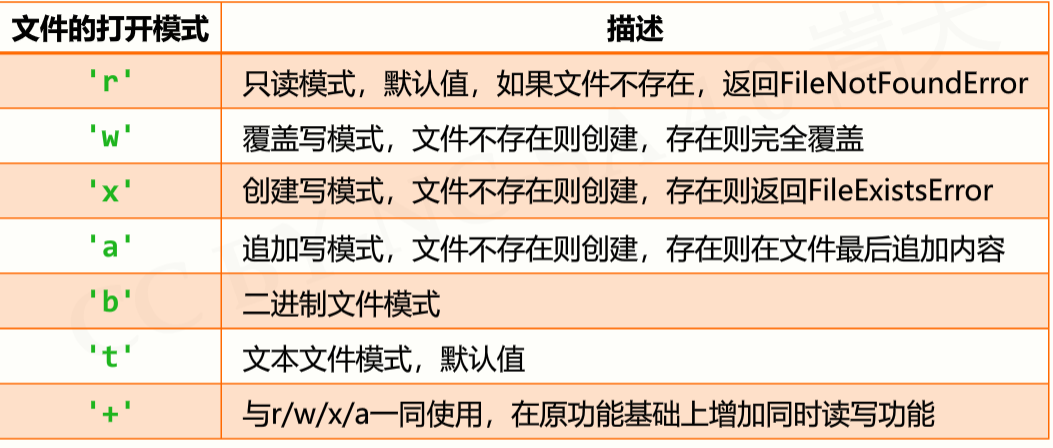 文件的打开模式 描述
'r' 只读模式，默认值，如果文件不存在，返回FileNotFoundError
'w' 覆盖写模式，文件不存在则创建，存在则完全覆盖
'x' 创建写模式，文件不存在则创建，存在则返回FileExistsError
'a' 追加写模式，文件不存在则创建，存在则在文件最后追加内容
'b' 二进制文件模式
't' 文本文件模式，默认值
'+' 与r/w/x/a一同使用，在原功能基础上增加同时读写功能